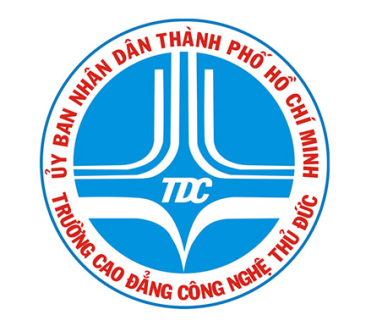 ỦY BAN NHÂN DÂN THÀNH PHỐ HỒ CHÍ MINH
TDC
TRƯỜNG CAO ĐẲNG CÔNG NGHỆ THỦ ĐỨC